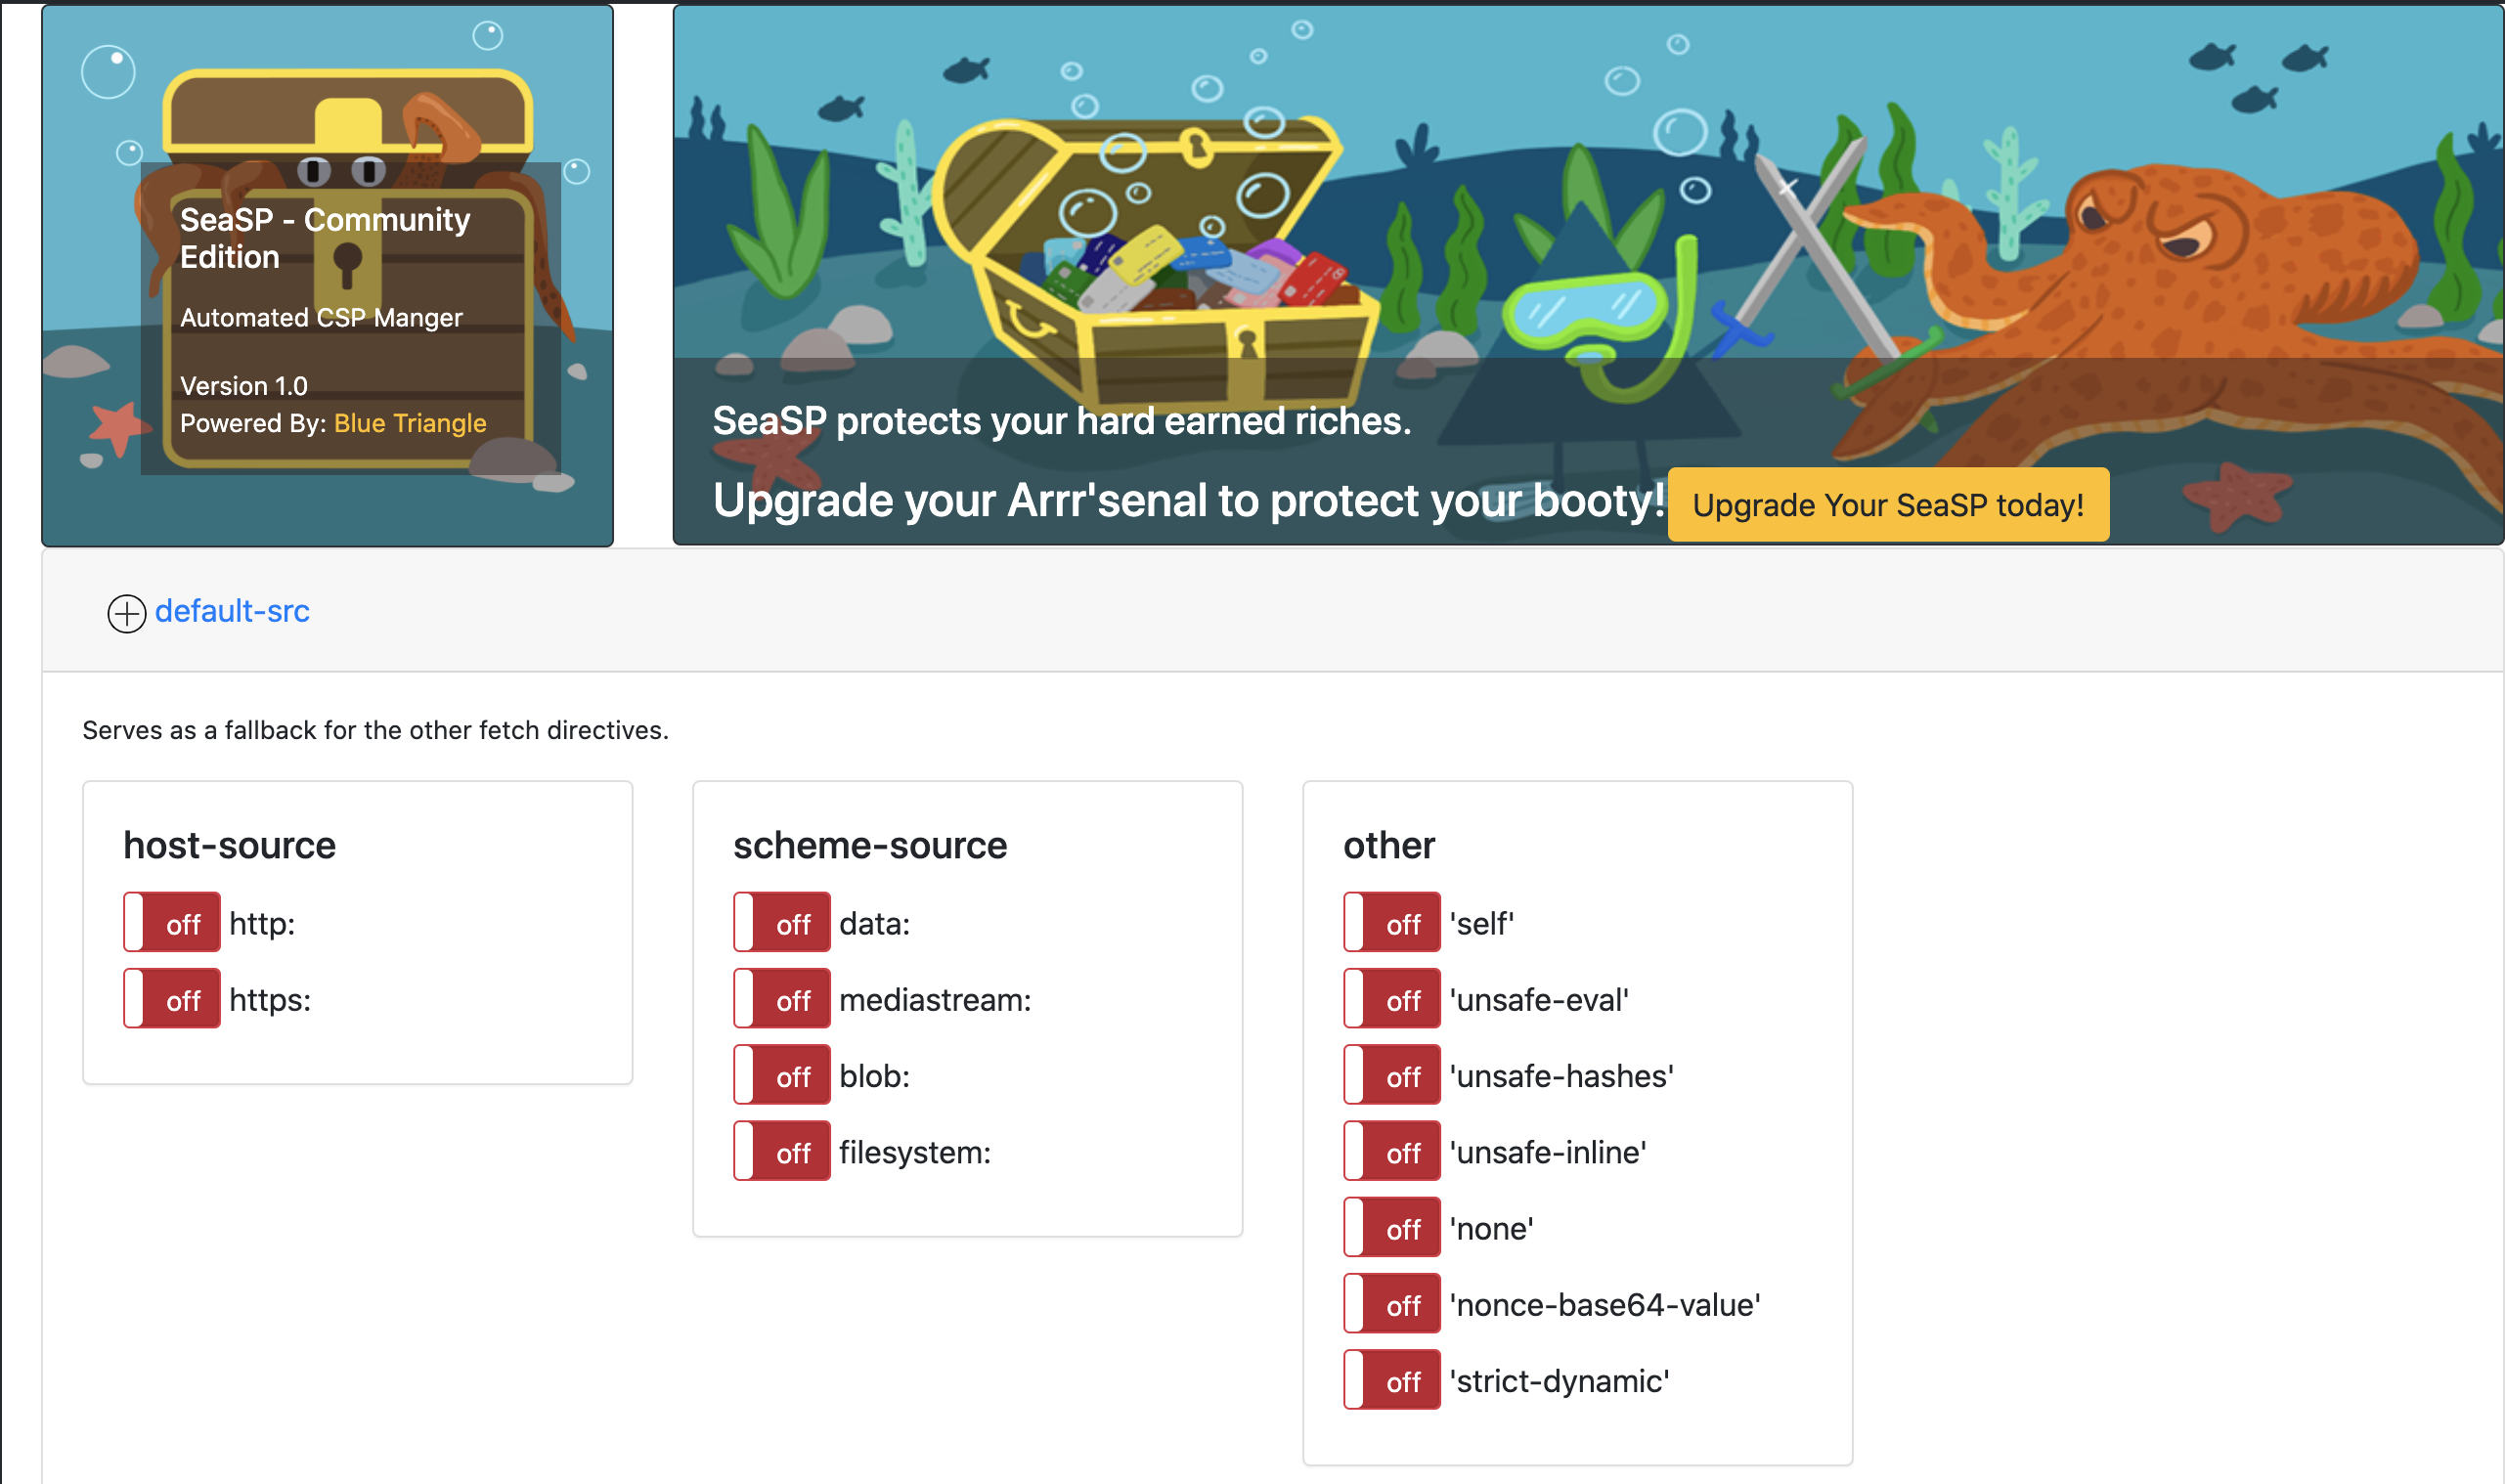 SeaSP - Community
Edition
Automated CSP Manger
Version 1.0
Powered By: Blue Triangle
SeaSP protects your hard earned riches.
Upgrade your Arrr'senal to protect your booty! Upgrade Your SeaSP today!
default-src
Serves as a fallback for the other fetch directives.
host-source
off http:
off https:
scheme-source
off data:
off mediastream:
off blob:
off filesystem:
other
off 'self'
off 'unsafe-eval'
off 'unsafe-hashes'
off 'unsafe-inline'
off 'none'
off 'nonce-base64-value'
off 'strict-dynamic'